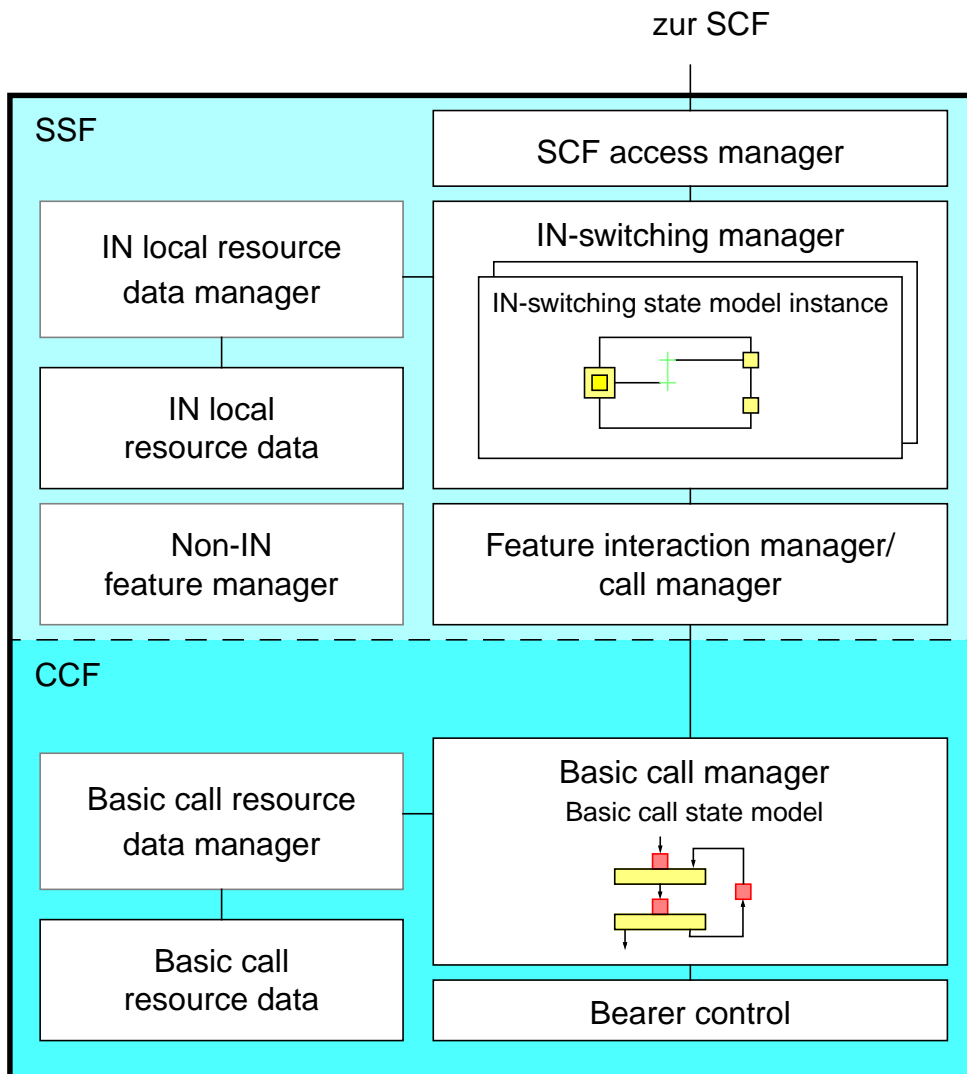 zur SCF
SSF
SCF access manager
IN local resource
data manager
IN-switching manager
IN-switching state model instance
IN local
resource data
Non-IN
feature manager
Feature interaction manager/
call manager
CCF
Basic call resource
data manager
Basic call manager
Basic call state model
Basic call
resource data
Bearer control